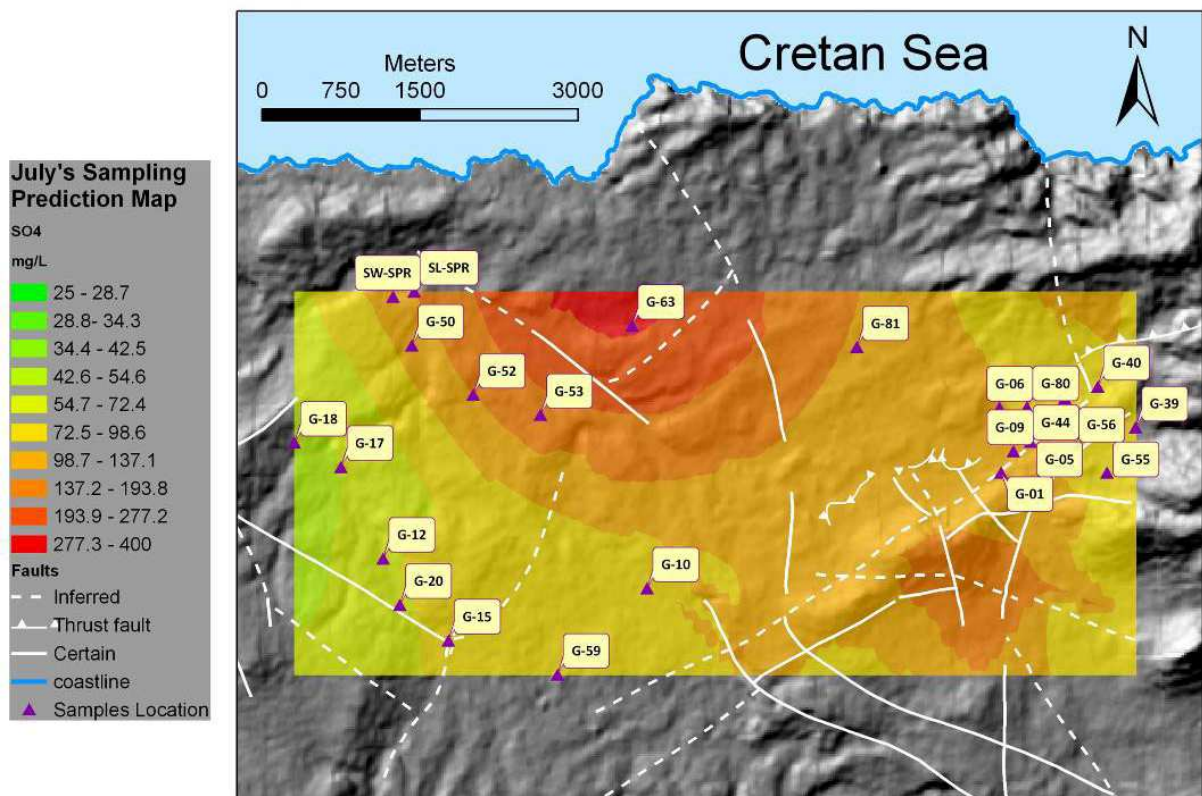 July's Sampling
Prediction Map
SO4
mg/L
25 - 28.7
28.8- 34.3
34.4 - 42.5
42.6 - 54.6
54.7 - 72.4
72.5 - 98.6
98.7 - 137.1
137.2 - 193.8
193.9 - 277.2
277.3 - 400
Faults
Inferred
Thrust fault
Certain
coastline
Samples Location
Meters
0 750 1500 3000
Cretan Sea
N
SW-SPR
SL-SPR
G-63
G-50
G-81
G-52
G-53
G-40
G-06
G-80
G-39
G-18
G-17
G-09
G-44
G-56
G-05
G-55
G-01
G-12
G-10
G-20
G-15
G-59